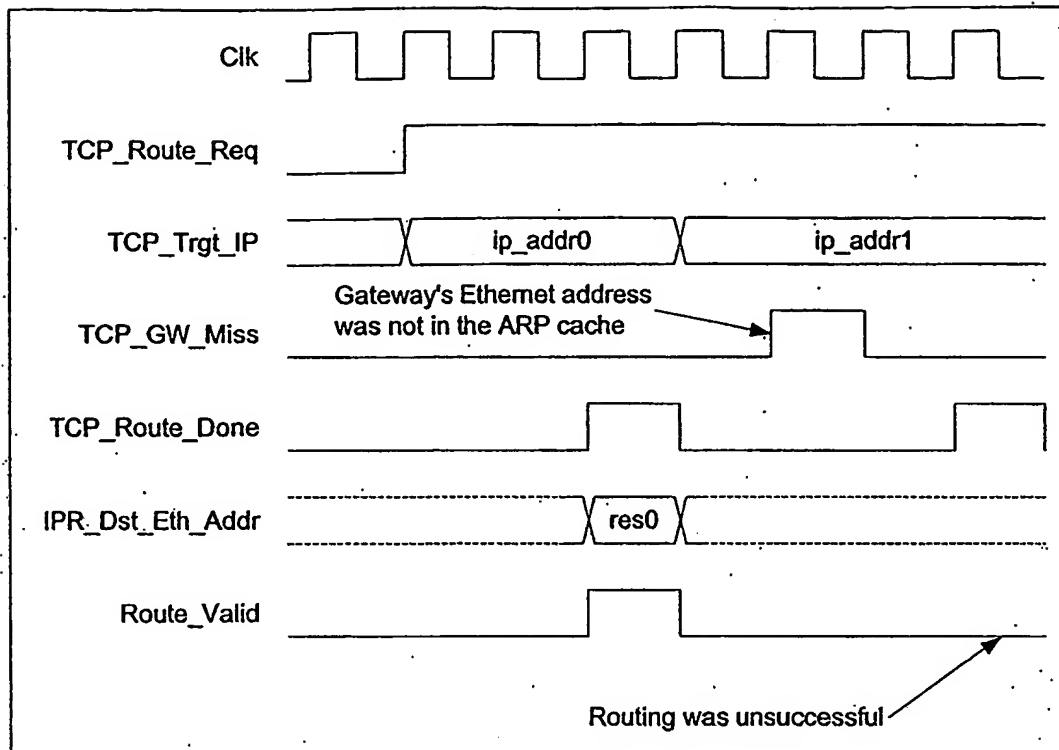 Clk
TCP_Route_Req
TCP_Trgt_IP
ip_addr0
ip_addr1
Gateway's Ethernet address
was not in the ARP cache
TCP_GW_Miss
TCP_Route_Done
IPR_Dst_Eth_Addr
res0
Route_Valid
Routing was unsuccessful